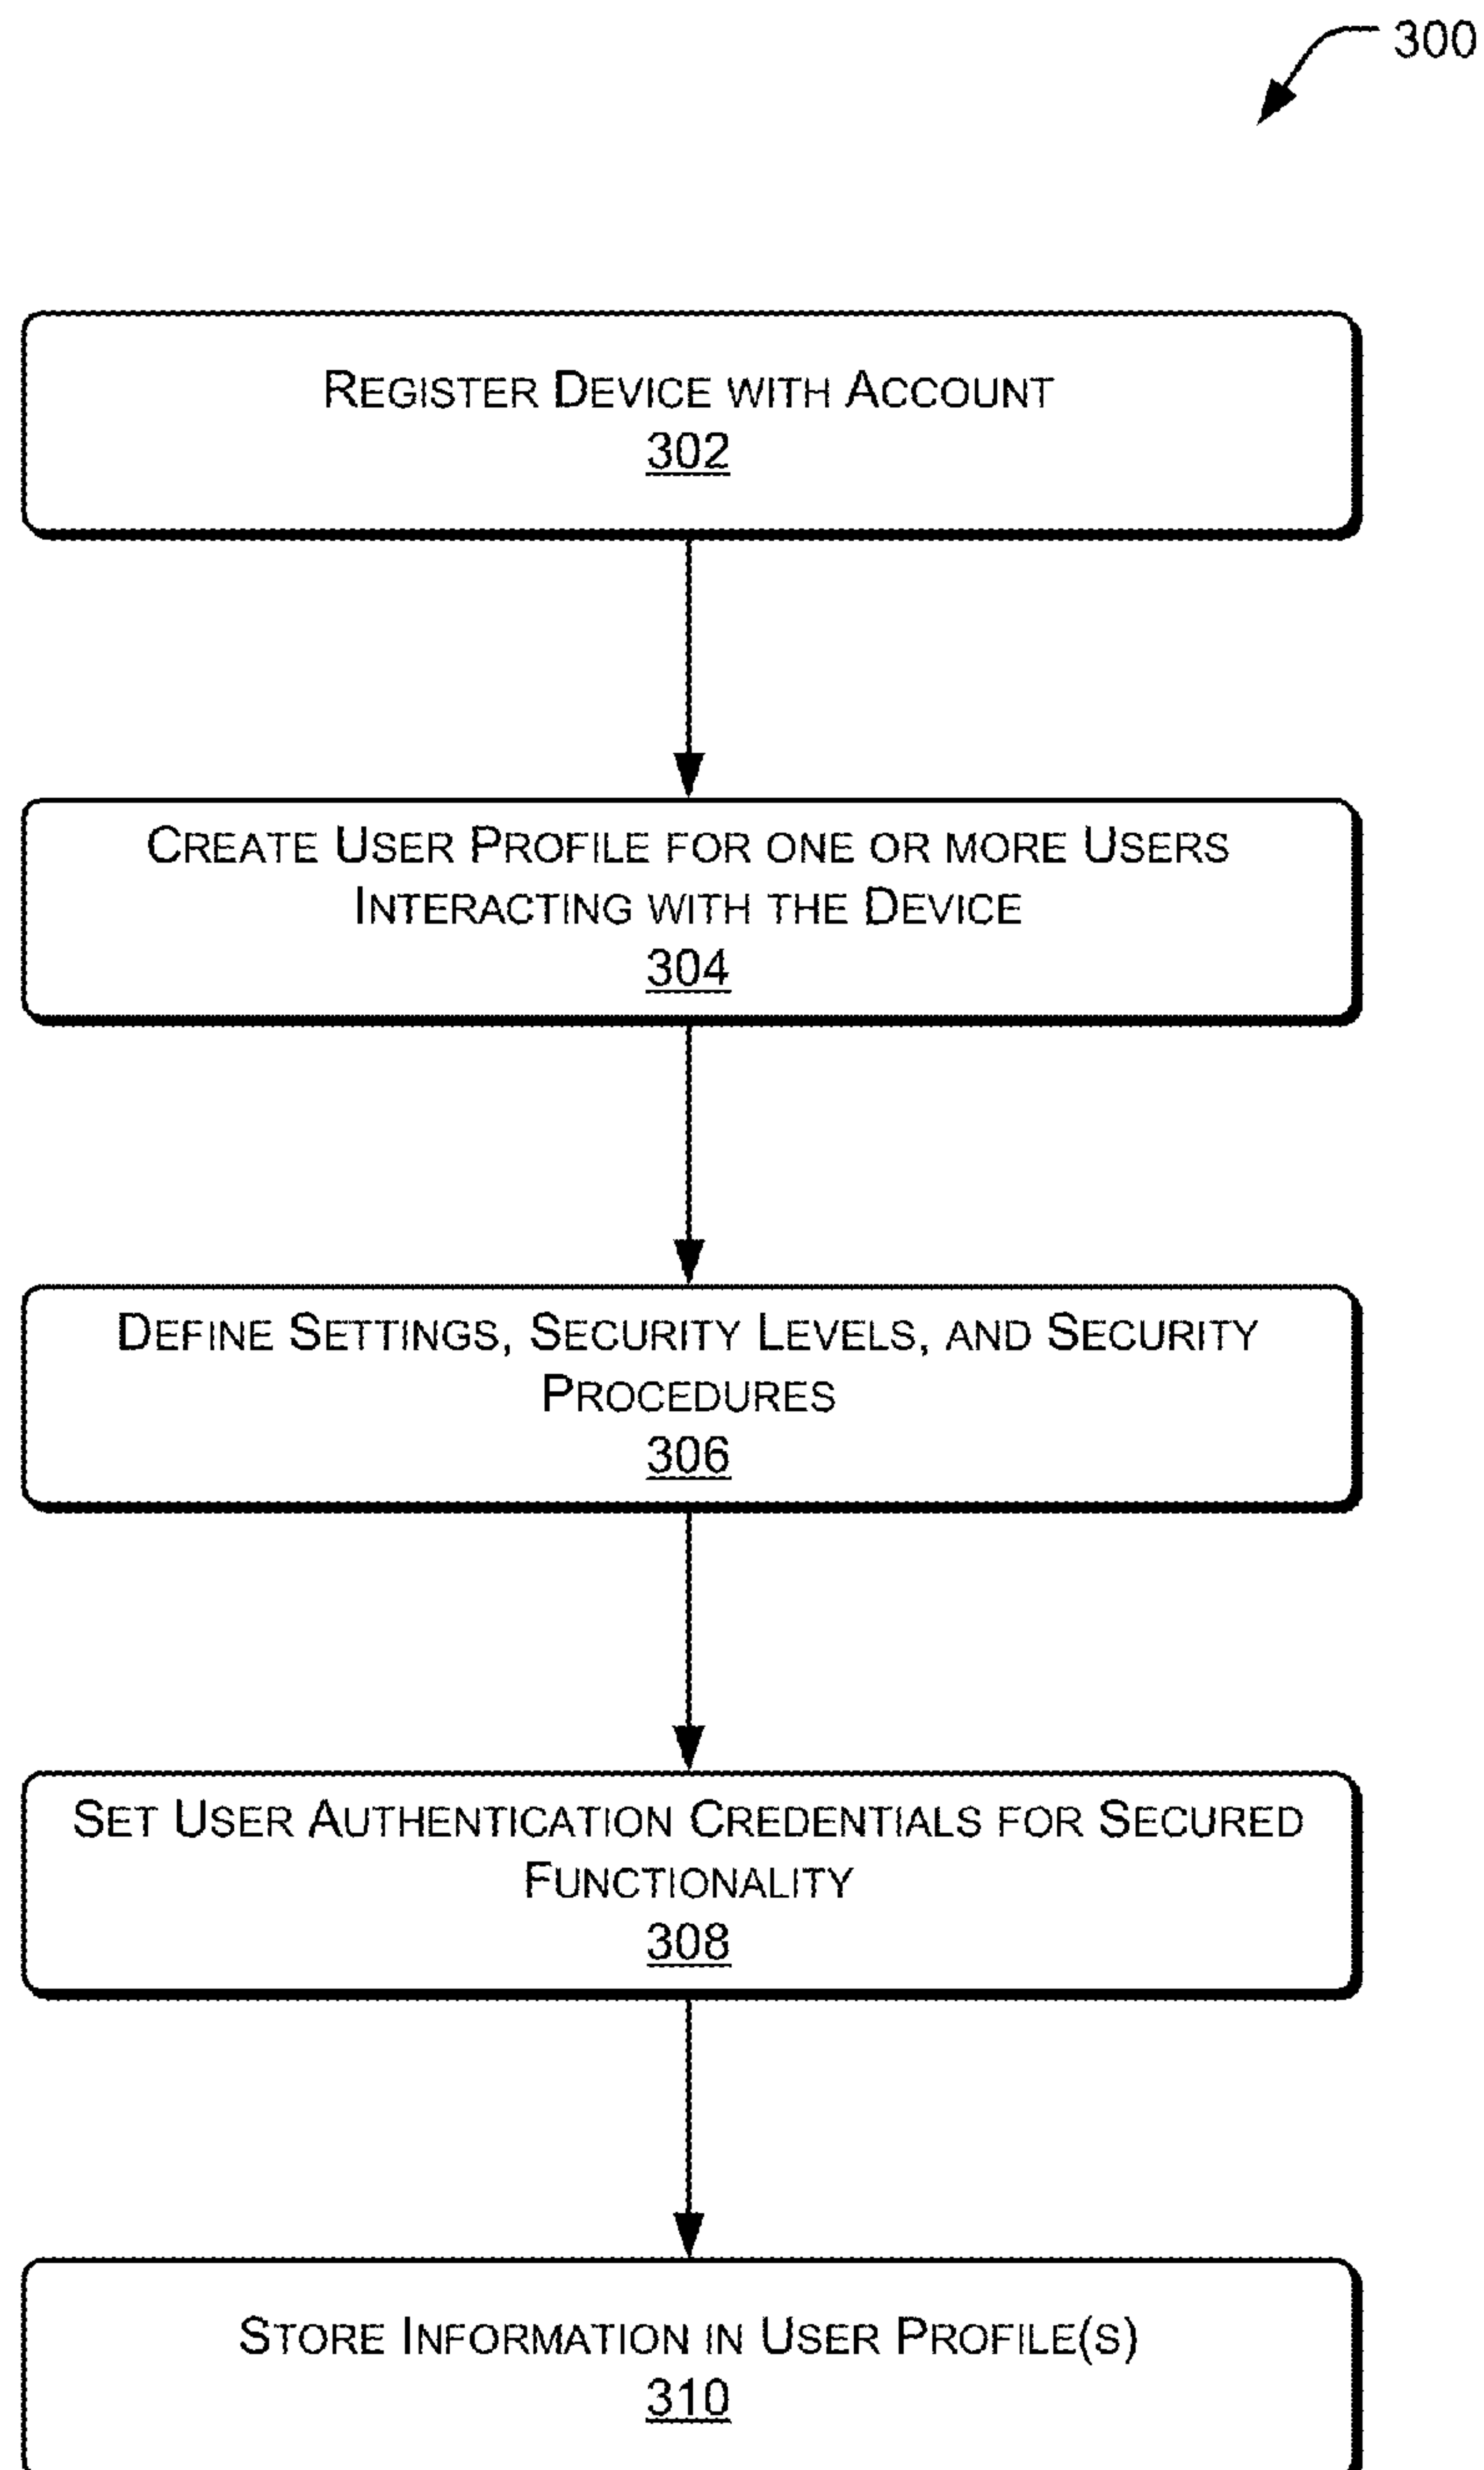 300
REGISTER DEVICE WITH ACCOUNT
302
CREATE USER PROFILE FOR ONE OR MORE USERS
INTERACTING WITH THE DEVICE
304
DEFINE SETTINGS, SECURITY LEVELS, AND SECURITY
PROCEDURES
306
SET USER AUTHENTICATION CREDENTIALS FOR SECURED
FUNCTIONALITY
308
STORE INFORMATION IN USER PROFILE(S)
310